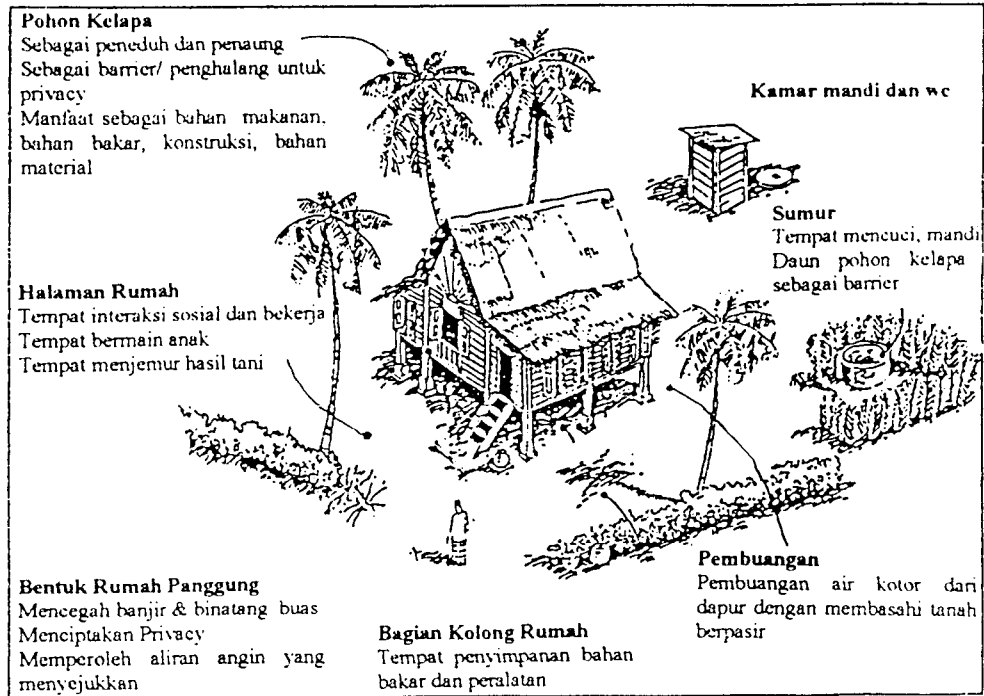 Pohon Kelapa
Sebagai peneduh dan penaung
Sebagai barrier/ penghalang untuk
privacy
Manfaat sebagai bahan makanan,
bahan bakar, konstruksi, bahan
material
Kamar mandi dan wc
Sumur
Tempat mencuci, mandi
Daun pohon kelapa
sebagai barrier
Halaman Rumah
Tempat interaksi sosial dan bekerja
Tempat bermain anak
Tempat menjemur hasil tani
Pembuangan
Pembuangan air kotor dari
dapur dengan membasahi tanah
berpasir
Bentuk Rumah Panggung
Mencegah banjir & binatang buas
Menciptakan Privacy
Memperoleh aliran angin yang
menyejukkan
Bagian Kolong Rumah
Tempat penyimpanan bahan
bakar dan peralatan